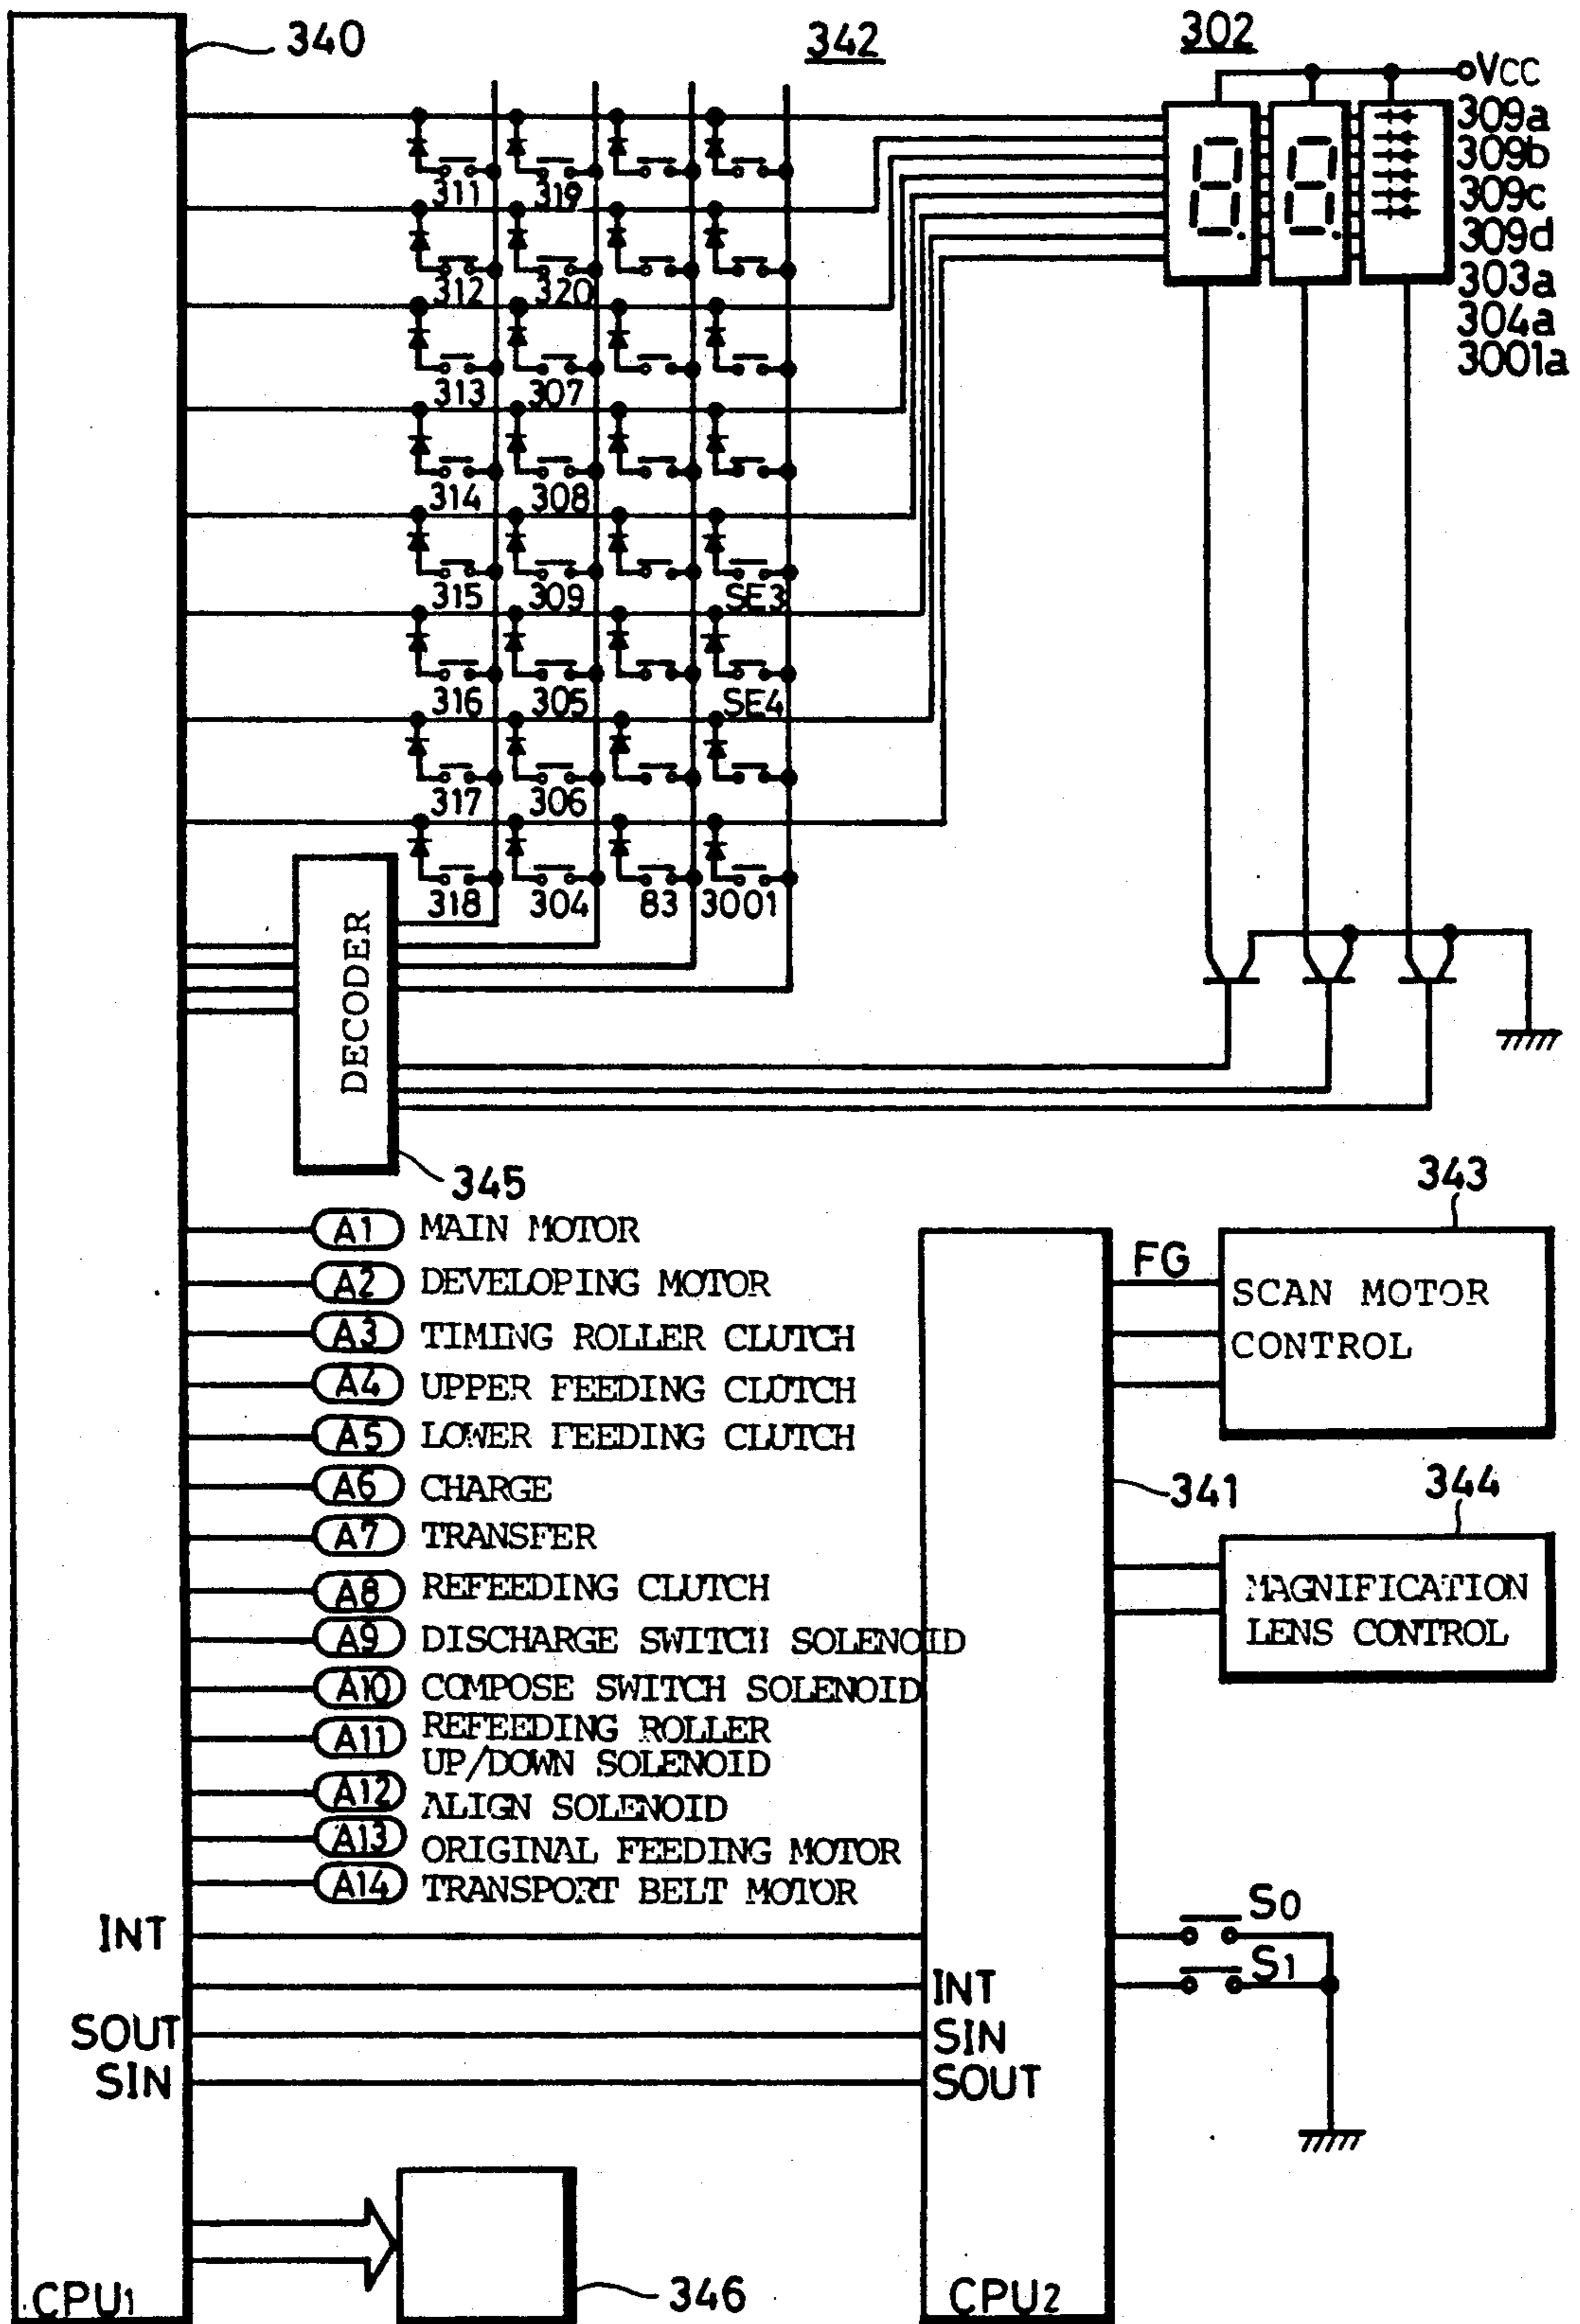 340
342
302
VCC
309a
309b
309c
309d
303a
304a
3001a
311 319
312 320
313 307
314 308
315 309 SE3
316 305 SE4
317 306
318 304 83 3001
DECODER
345
A1 MAIN MOTOR
A2 DEVELOPING MOTOR
A3 TIMING ROLLER CLUTCH
A4 UPPER FEEDING CLUTCH
A5 LOWER FEEDING CLUTCH
A6 CHARGE
A7 TRANSFER
A8 REFEEDING CLUTCH
A9 DISCHARGE SWITCH SOLENOID
A10 COMPOSE SWITCH SOLENOID
A11 REFEEDING ROLLER
UP/DOWN SOLENOID
A12 ALIGN SOLENOID
A13 ORIGINAL FEEDING MOTOR
A14 TRANSPORT BELT MOTOR
343
FG
SCAN MOTOR
CONTROL
341
344
MAGNIFICATION
LENS CONTROL
INT
INT
SOUT SIN
SIN SOUT
S0
S1
346
CPU1
CPU2